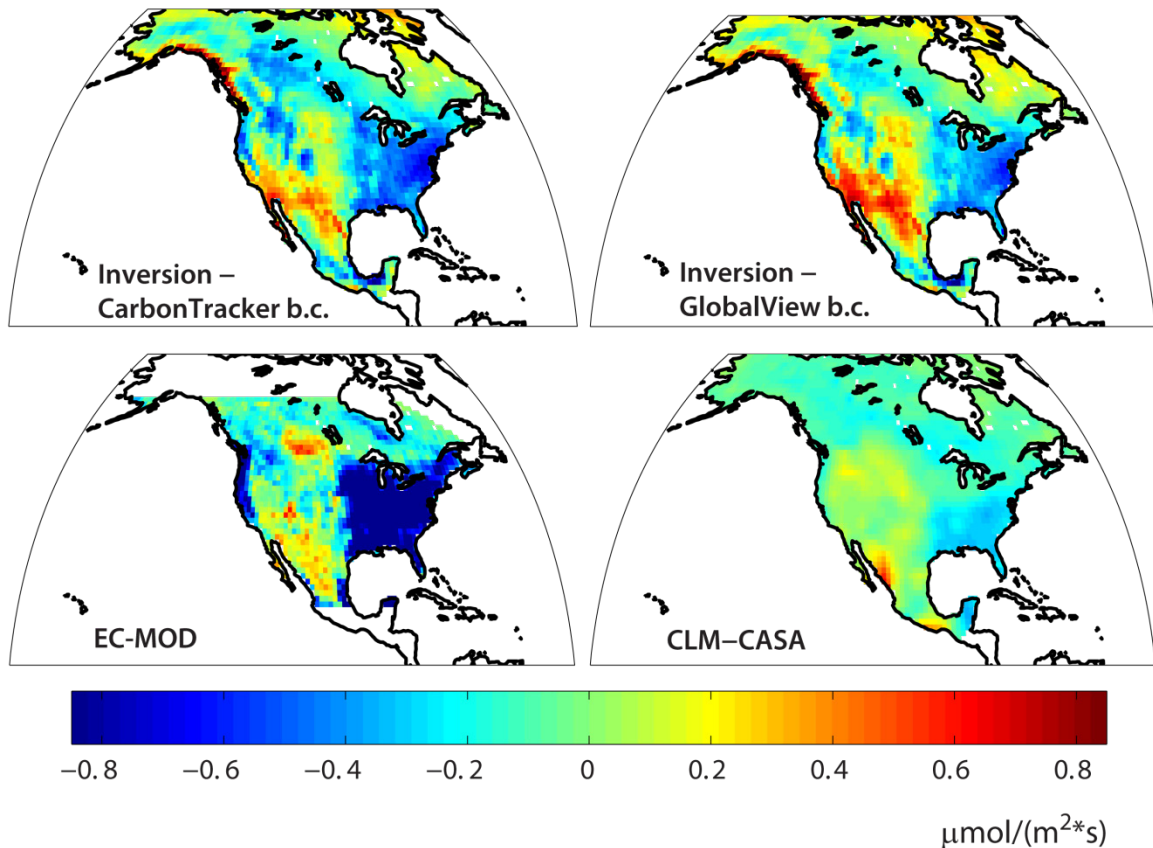 Inversion –
CarbonTracker b.c.
Inversion –
GlobalView b.c.
EC-MOD
CLM–CASA
−0.8 −0.6 −0.4 −0.2 0 0.2 0.4 0.6 0.8
μmol/(m²*s)